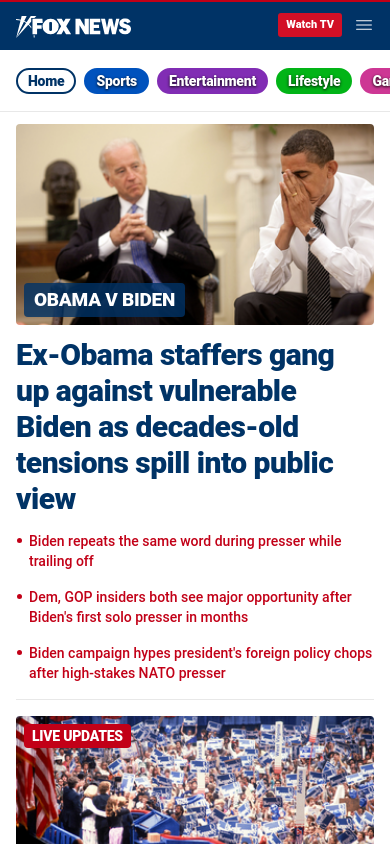 FOX NEWS
Watch TV
Home
Sports
Entertainment
Lifestyle
OBAMA V BIDEN
Ex-Obama staffers gang
up against vulnerable
Biden as decades-old
tensions spill into public
view
• Biden repeats the same word during presser while
trailing off
• Dem, GOP insiders both see major opportunity after
Biden's first solo presser in months
• Biden campaign hypes president's foreign policy chops
after high-stakes NATO presser
LIVE UPDATES